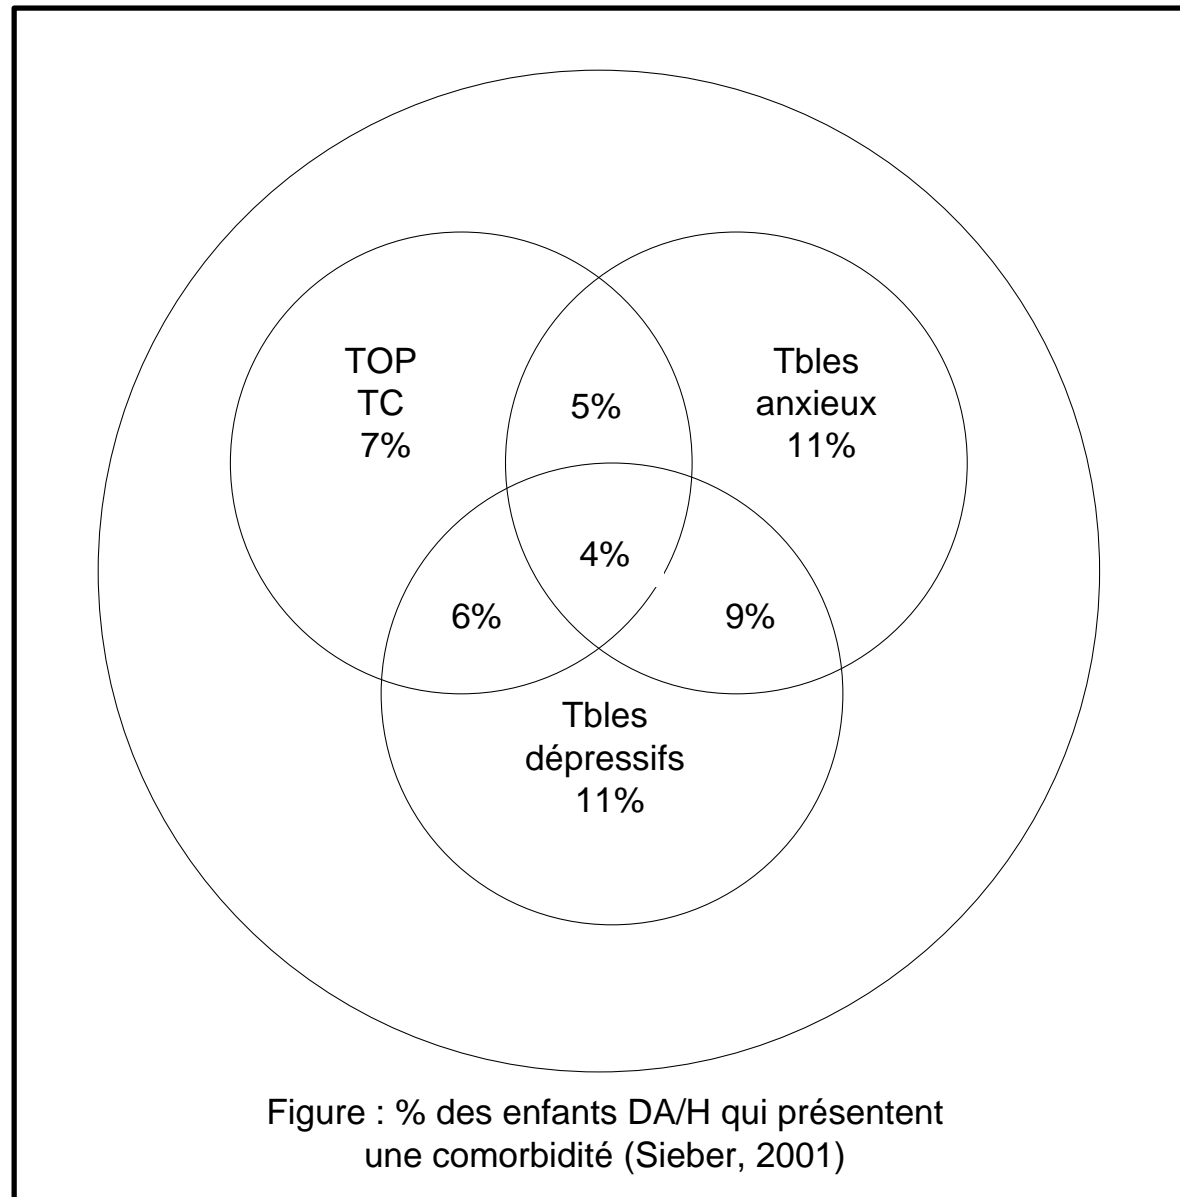 TOP
TC
7%
5%
Tbles
anxieux
11%
4%
6%
9%
Tbles
dépressifs
11%
Figure : % des enfants DA/H qui présentent
une comorbidité (Sieber, 2001)